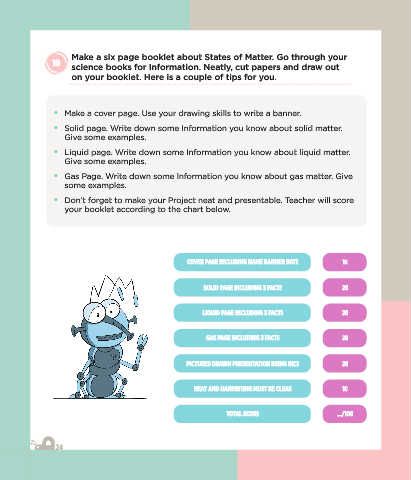 Make a six page booklet about States of Matter. Go through your
science books for Information. Neatly, cut papers and draw out
on your booklet. Here is a couple of tips for you.
Make a cover page. Use your drawing skills to write a banner.
Solid page. Write down some Information you know about solid matter.
Give some examples.
Liquid page. Write down some Information you know about liquid matter.
Give some examples.
Gas Page. Write down some Information you know about gas matter. Give
some examples.
Don't forget to make your Project neat and presentable. Teacher will score
your booklet according to the chart below.
COVER PAGE INCLUDING NAME BANNER DATE
10
SOLID PAGE INCLUDING 3 FACTS
20
LIQUID PAGE INCLUDING 3 FACTS
20
GAS PAGE INCLUDING 3 FACTS
20
PICTURES DRAWN PRESENTATION BEING NICE
20
NEAT AND HANDWRITING MUST BE CLEAR
10
TOTAL SCORE
.../100